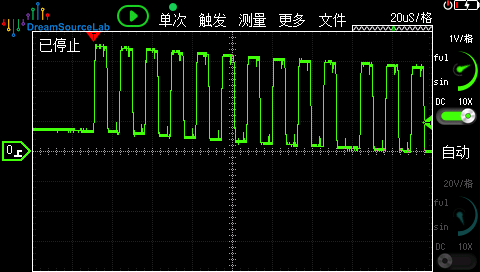 DreamSourceLab
单次 触发 测量 更多 文件 20uS/格
已停止
1V/格
ful
sin
DC 10X
0
自动
20V/格
ful
sin
DC 10X